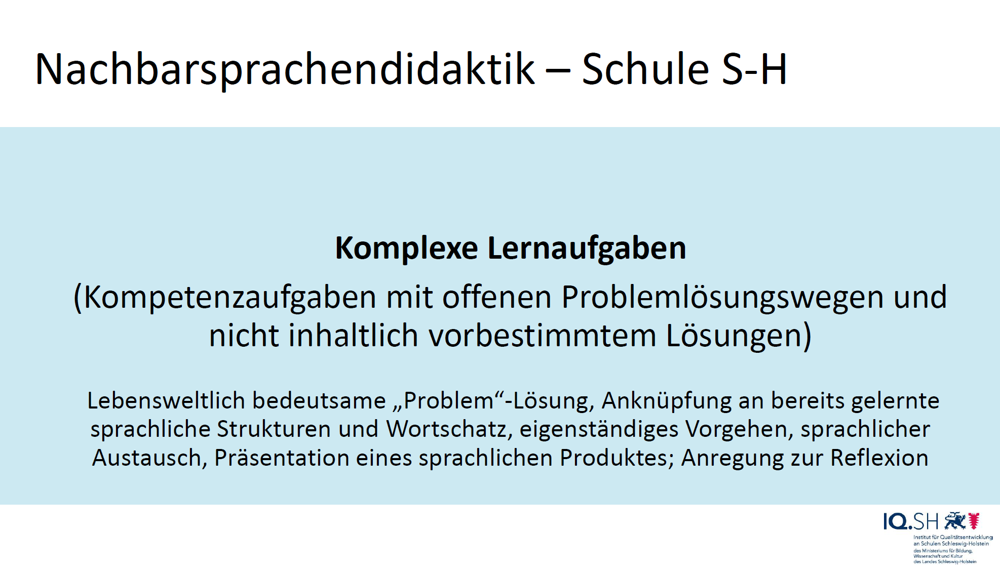 Nachbarsprachendidaktik – Schule S-H
Komplexe Lernaufgaben
(Kompetenzaufgaben mit offenen Problemlösungswegen und
nicht inhaltlich vorbestimmtem Lösungen)
Lebensweltlich bedeutsame „Problem“-Lösung, Anknüpfung an bereits gelernte
sprachliche Strukturen und Wortschatz, eigenständiges Vorgehen, sprachlicher
Austausch, Präsentation eines sprachlichen Produktes; Anregung zur Reflexion
IQ.SH
Institut für Qualitätsentwicklung
an Schulen Schleswig-Holstein
des Ministeriums für Bildung,
Wissenschaft und Kultur
des Landes Schleswig-Holstein